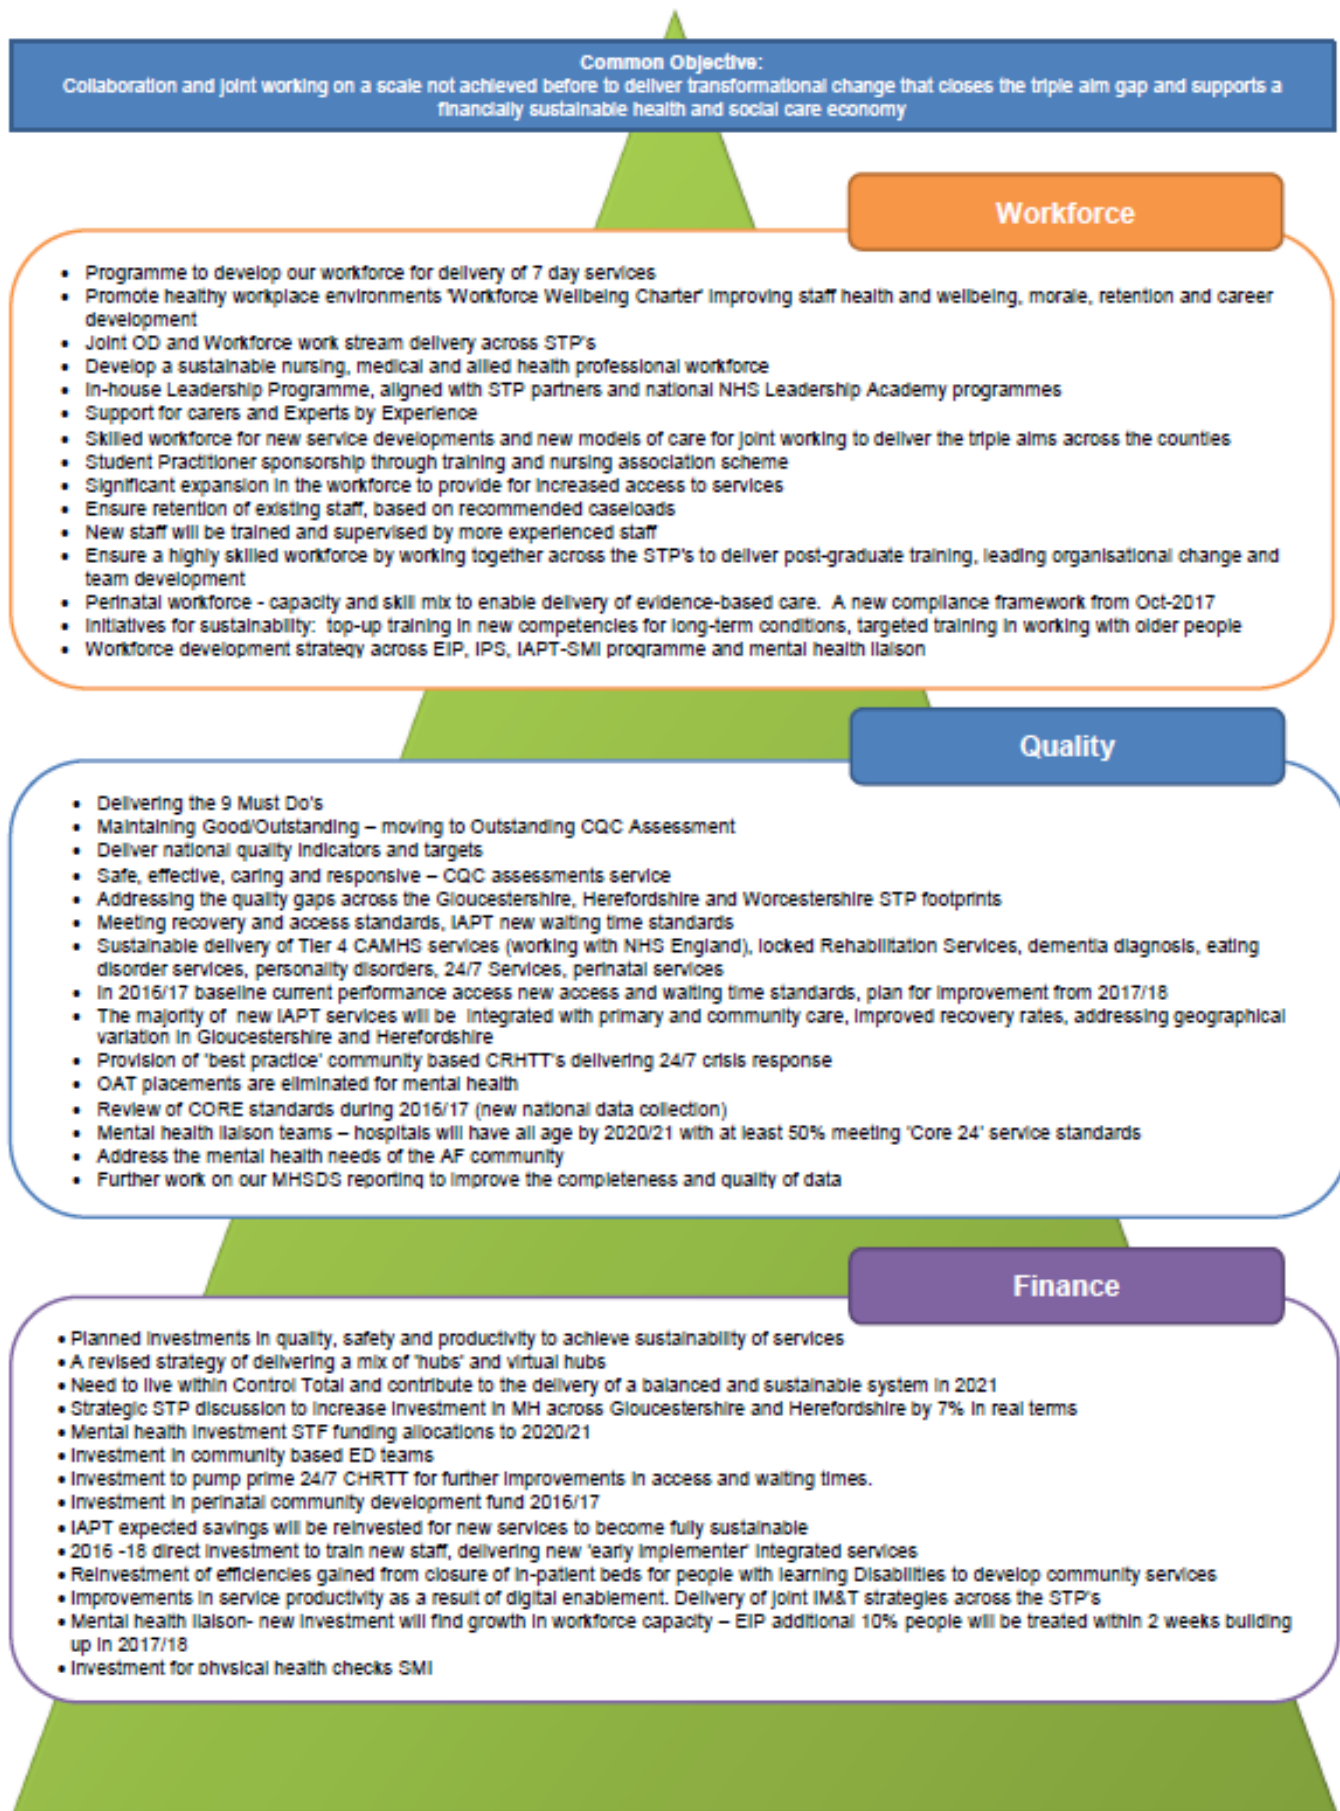 Common Objective:
Collaboration and joint working on a scale not achieved before to deliver transformational change that closes the triple aim gap and supports a
financially sustainable health and social care economy
Workforce
• Programme to develop our workforce for delivery of 7 day services
• Promote healthy workplace environments 'Workforce Wellbeing Charter' improving staff health and wellbeing, morale, retention and career
development
• Joint OD and Workforce work stream delivery across STP's
• Develop a sustainable nursing, medical and allied health professional workforce
• In-house Leadership Programme, aligned with STP partners and national NHS Leadership Academy programmes
• Support for carers and Experts by Experience
• Skilled workforce for new service developments and new models of care for joint working to deliver the triple aims across the counties
• Student Practitioner sponsorship through training and nursing association scheme
• Significant expansion in the workforce to provide for increased access to services
• Ensure retention of existing staff, based on recommended caseloads
• New staff will be trained and supervised by more experienced staff
• Ensure a highly skilled workforce by working together across the STP's to deliver post-graduate training, leading organisational change and
team development
• Perinatal workforce - capacity and skill mix to enable delivery of evidence-based care. A new compliance framework from Oct-2017
• Initiatives for sustainability: top-up training in new competencies for long-term conditions, targeted training in working with older people
• Workforce development strategy across EIP, IPS, IAPT-SMI programme and mental health liaison
Quality
• Delivering the 9 Must Do's
• Maintaining Good/Outstanding – moving to Outstanding CQC Assessment
• Deliver national quality indicators and targets
• Safe, effective, caring and responsive – CQC assessments service
• Addressing the quality gaps across the Gloucestershire, Herefordshire and Worcestershire STP footprints
• Meeting recovery and access standards, IAPT new waiting time standards
• Sustainable delivery of Tier 4 CAMHS services (working with NHS England), locked Rehabilitation Services, dementia diagnosis, eating
disorder services, personality disorders, 24/7 Services, perinatal services
• In 2016/17 baseline current performance access new access and waiting time standards, plan for improvement from 2017/18
• The majority of new IAPT services will be integrated with primary and community care, improved recovery rates, addressing geographical
variation in Gloucestershire and Herefordshire
• Provision of 'best practice' community based CRHTT's delivering 24/7 crisis response
• OAT placements are eliminated for mental health
• Review of CORE standards during 2016/17 (new national data collection)
• Mental health liaison teams – hospitals will have all age by 2020/21 with at least 50% meeting 'Core 24' service standards
• Address the mental health needs of the AF community
• Further work on our MHSDS reporting to improve the completeness and quality of data
Finance
• Planned investments in quality, safety and productivity to achieve sustainability of services
• A revised strategy of delivering a mix of 'hubs' and virtual hubs
• Need to live within Control Total and contribute to the delivery of a balanced and sustainable system in 2021
• Strategic STP discussion to increase investment in MH across Gloucestershire and Herefordshire by 7% in real terms
• Mental health investment STF funding allocations to 2020/21
• Investment in community based ED teams
• Investment to pump prime 24/7 CHRTT for further improvements in access and waiting times.
• Investment in perinatal community development fund 2016/17
• IAPT expected savings will be reinvested for new services to become fully sustainable
• 2016 -18 direct investment to train new staff, delivering new 'early implementer' integrated services
• Reinvestment of efficiencies gained from closure of in-patient beds for people with learning Disabilities to develop community services
• Improvements in service productivity as a result of digital enablement. Delivery of joint IM&T strategies across the STP's
• Mental health liaison- new investment will find growth in workforce capacity – EIP additional 10% people will be treated within 2 weeks building
up in 2017/18
• Investment for physical health checks SMI